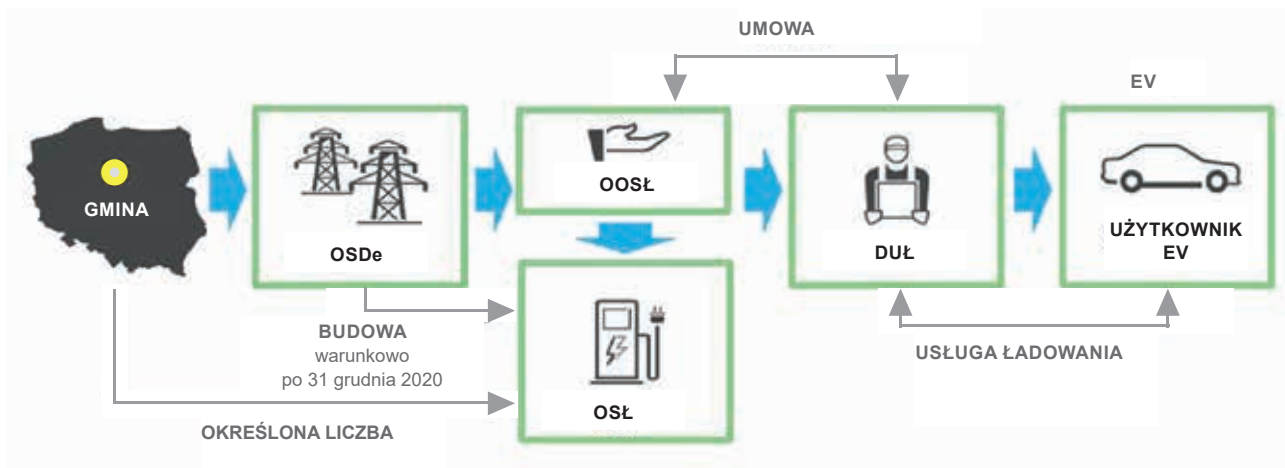 UMOWA
EV
GMINA
OSDe
OOSŁ
DUŁ
UŻYTKOWNIK
EV
BUDOWA
warunkowo
po 31 grudnia 2020
OSŁ
USŁUGA ŁADOWANIA
OKREŚLONA LICZBA